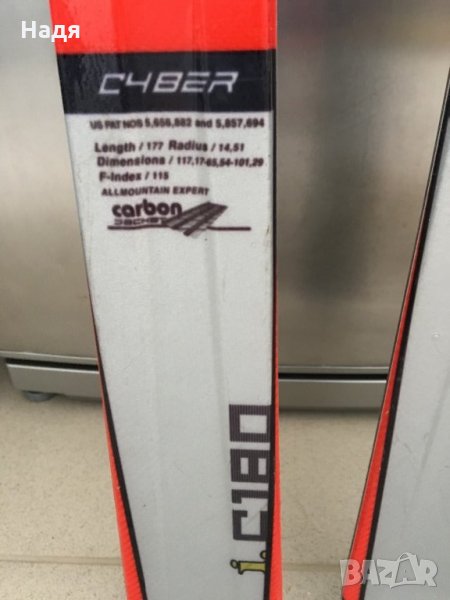 Надя
C4BER
US PAT NOS 5,656,882 and 5,857,694
Length / 177 Radius / 14,51
Dimensions / 117,17-65,54-101,29
F-Index / 115
ALLMOUNTAIN EXPERT
carbon
C180
BAZAR